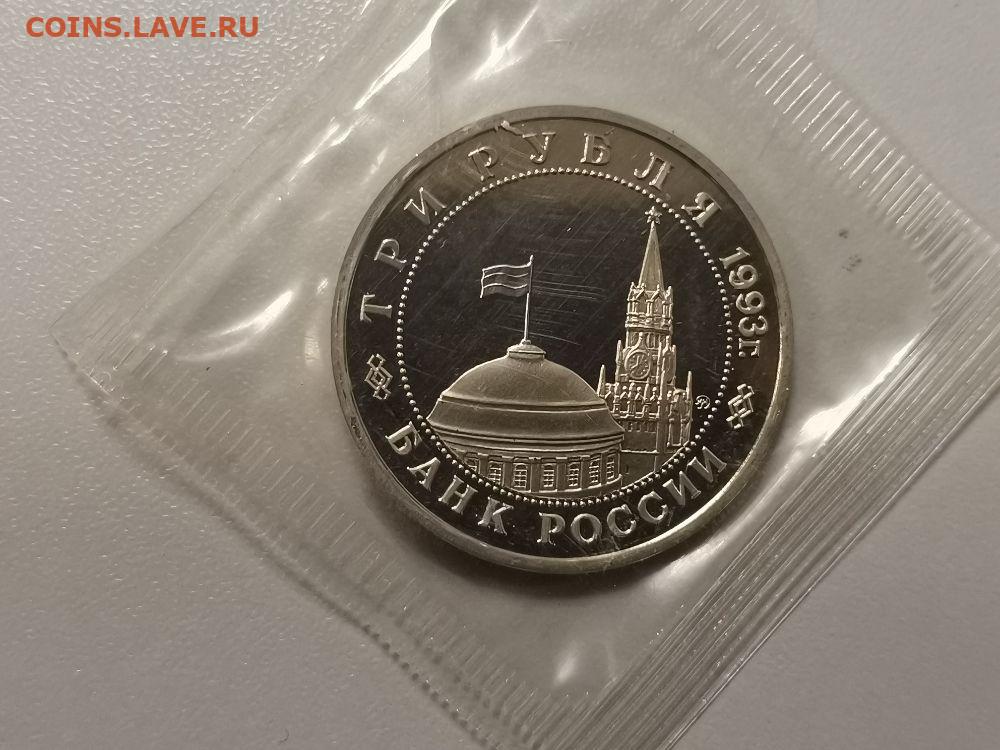 COINS.LAVE.RU
ТРИ РУБЛЯ 1993г.
БАНК РОССИИ